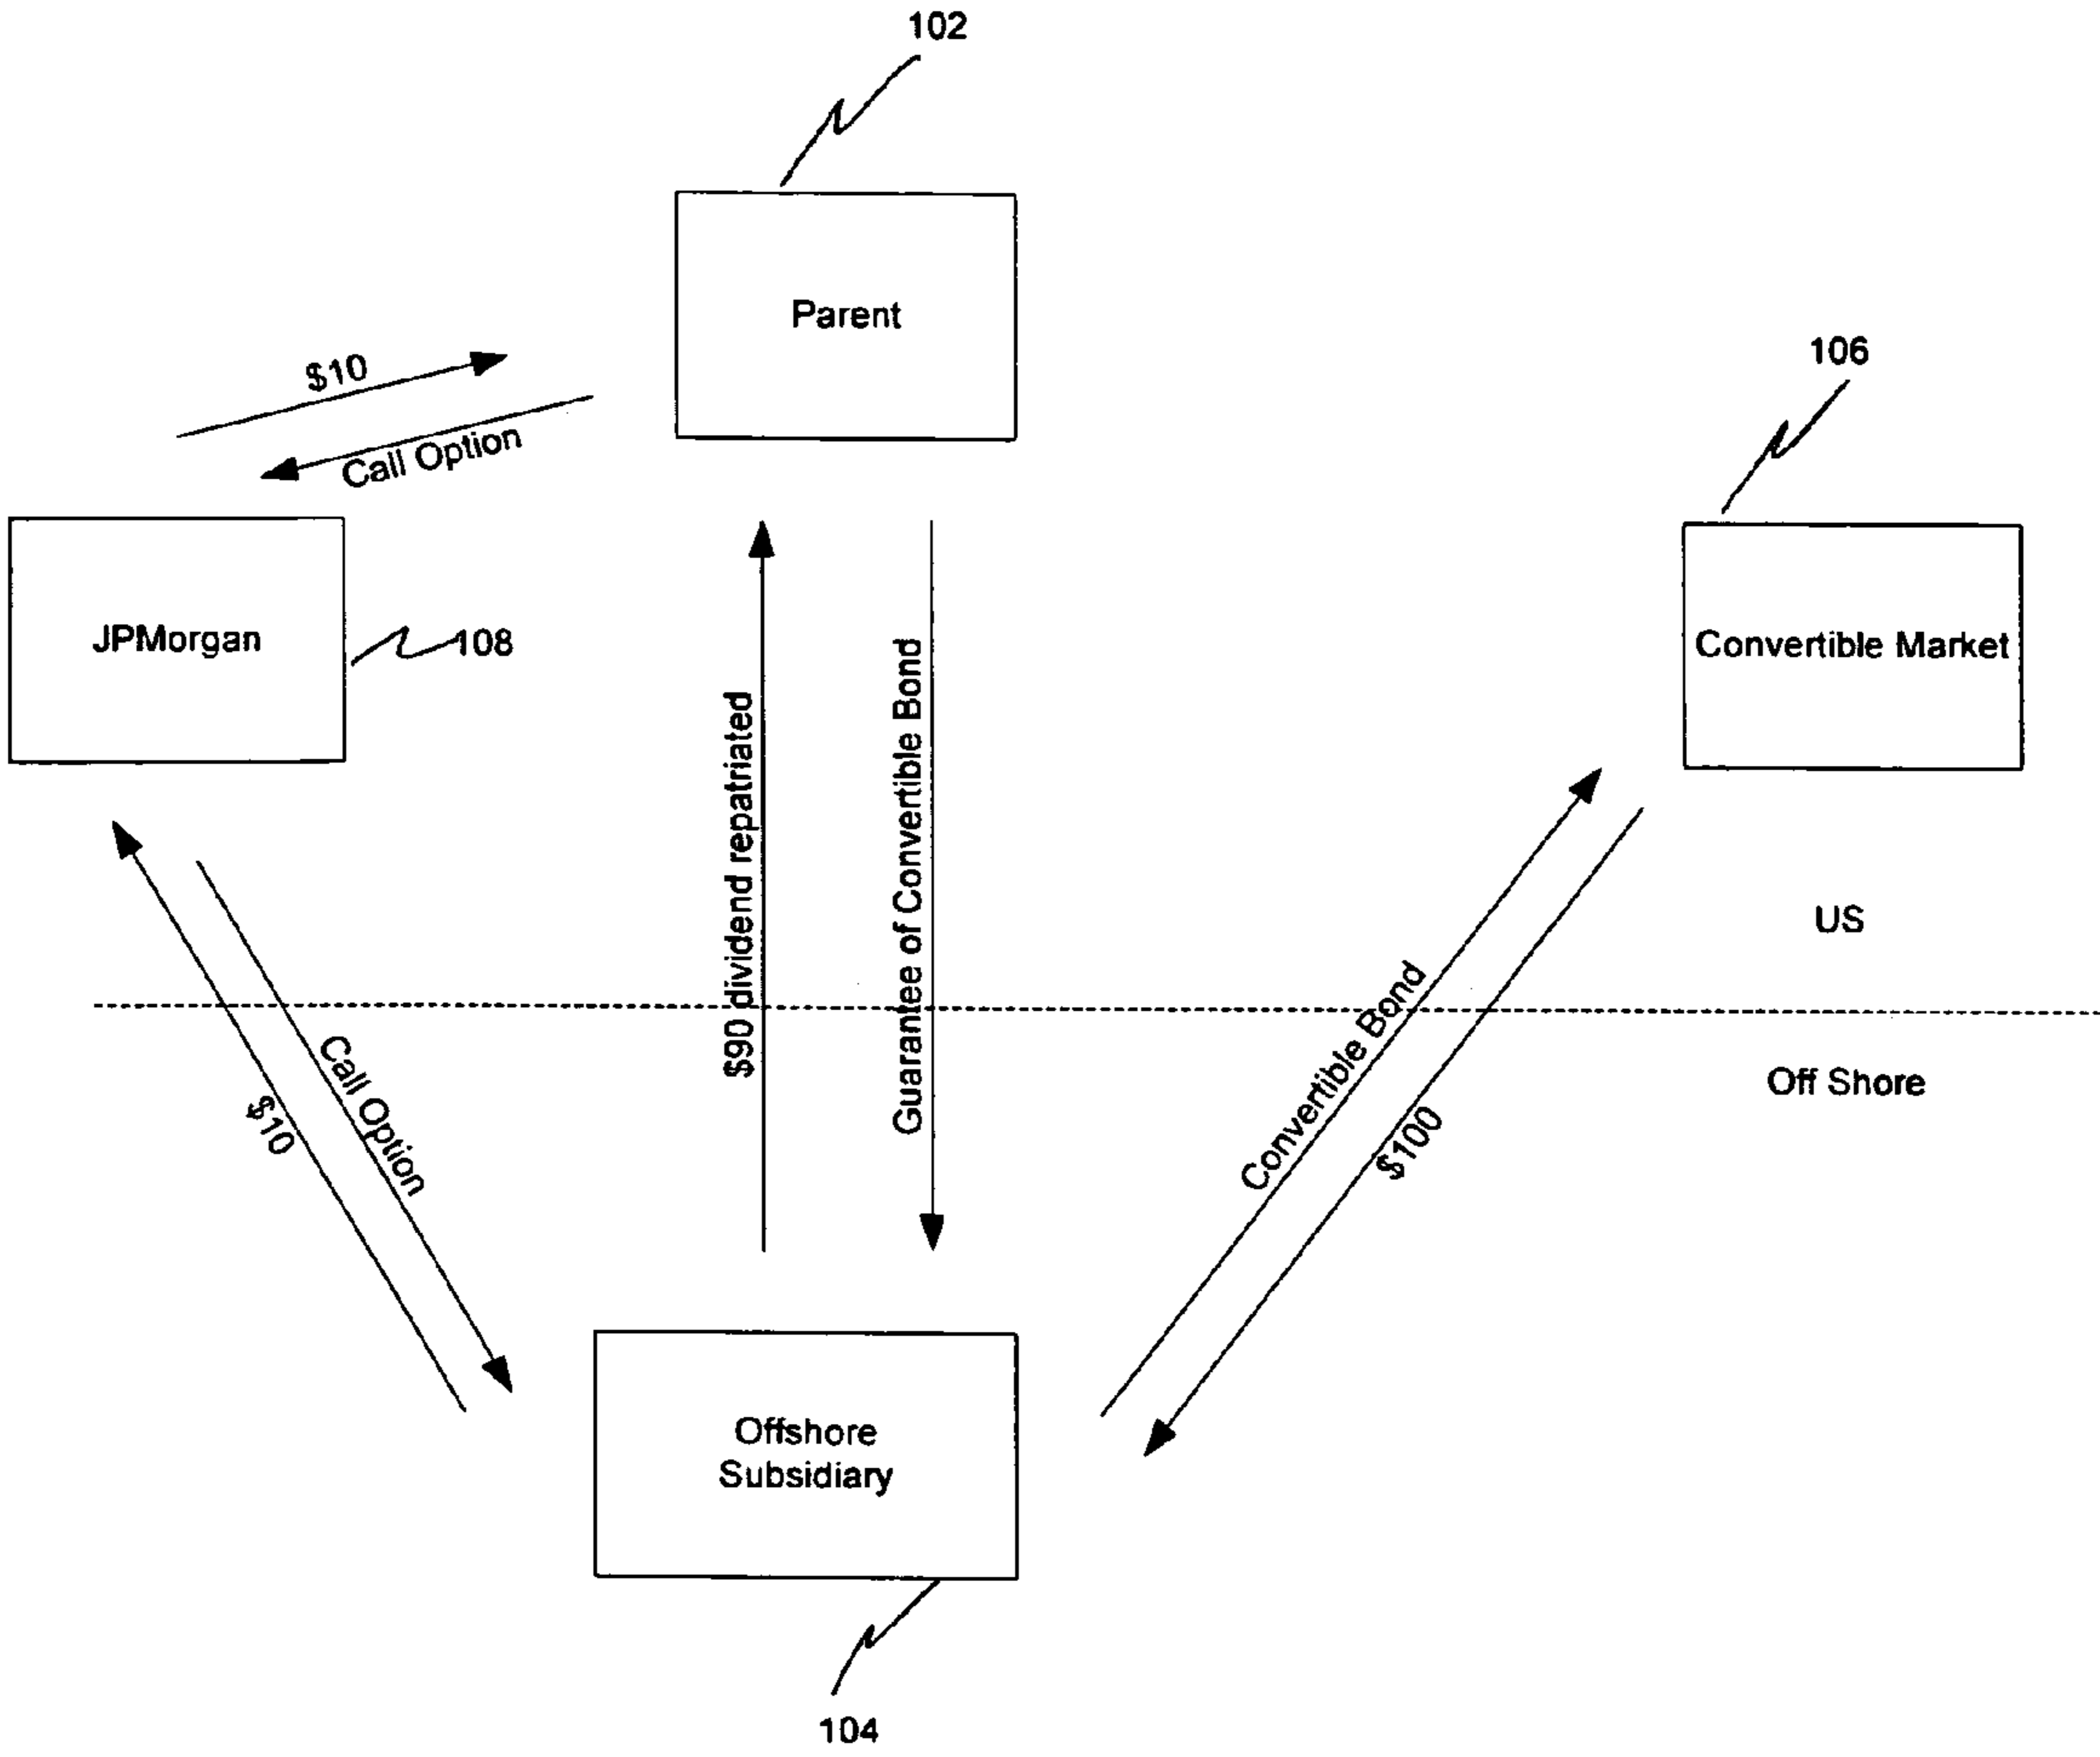 102
Parent
106
$10
Call Option
JPMorgan
108
Convertible Market
$90 dividend repatriated
Guarantee of Convertible Bond
US
Off Shore
Call Option
$10
Convertible Bond
$100
Offshore
Subsidiary
104